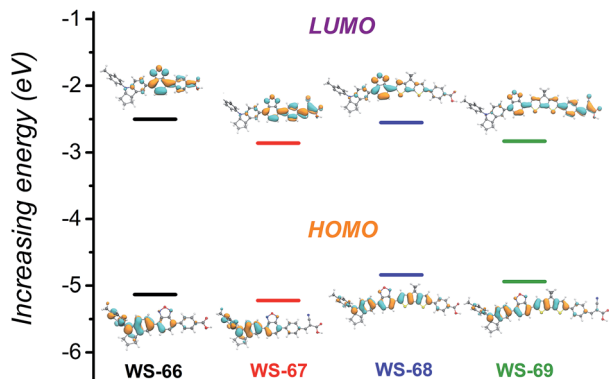 Increasing energy (eV)
-1
-2
-3
-4
-5
-6
LUMO
HOMO
WS-66
WS-67
WS-68
WS-69